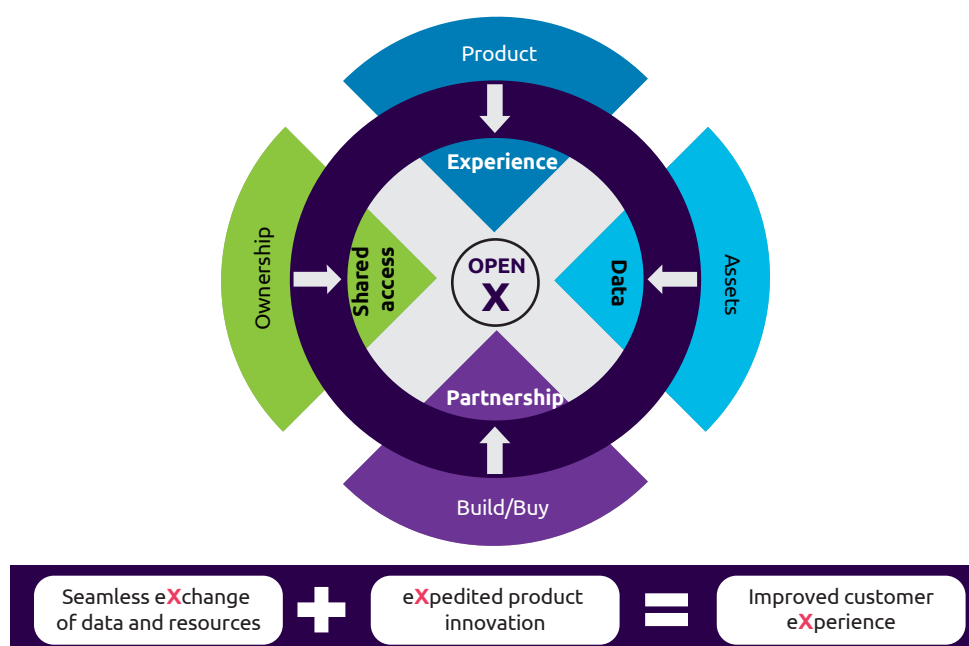 Product
Experience
Ownership
Shared
access
OPEN
X
Data
Assets
Partnership
Build/Buy
Seamless eXchange
of data and resources
+
eXpedited product
innovation
=
Improved customer
eXperience